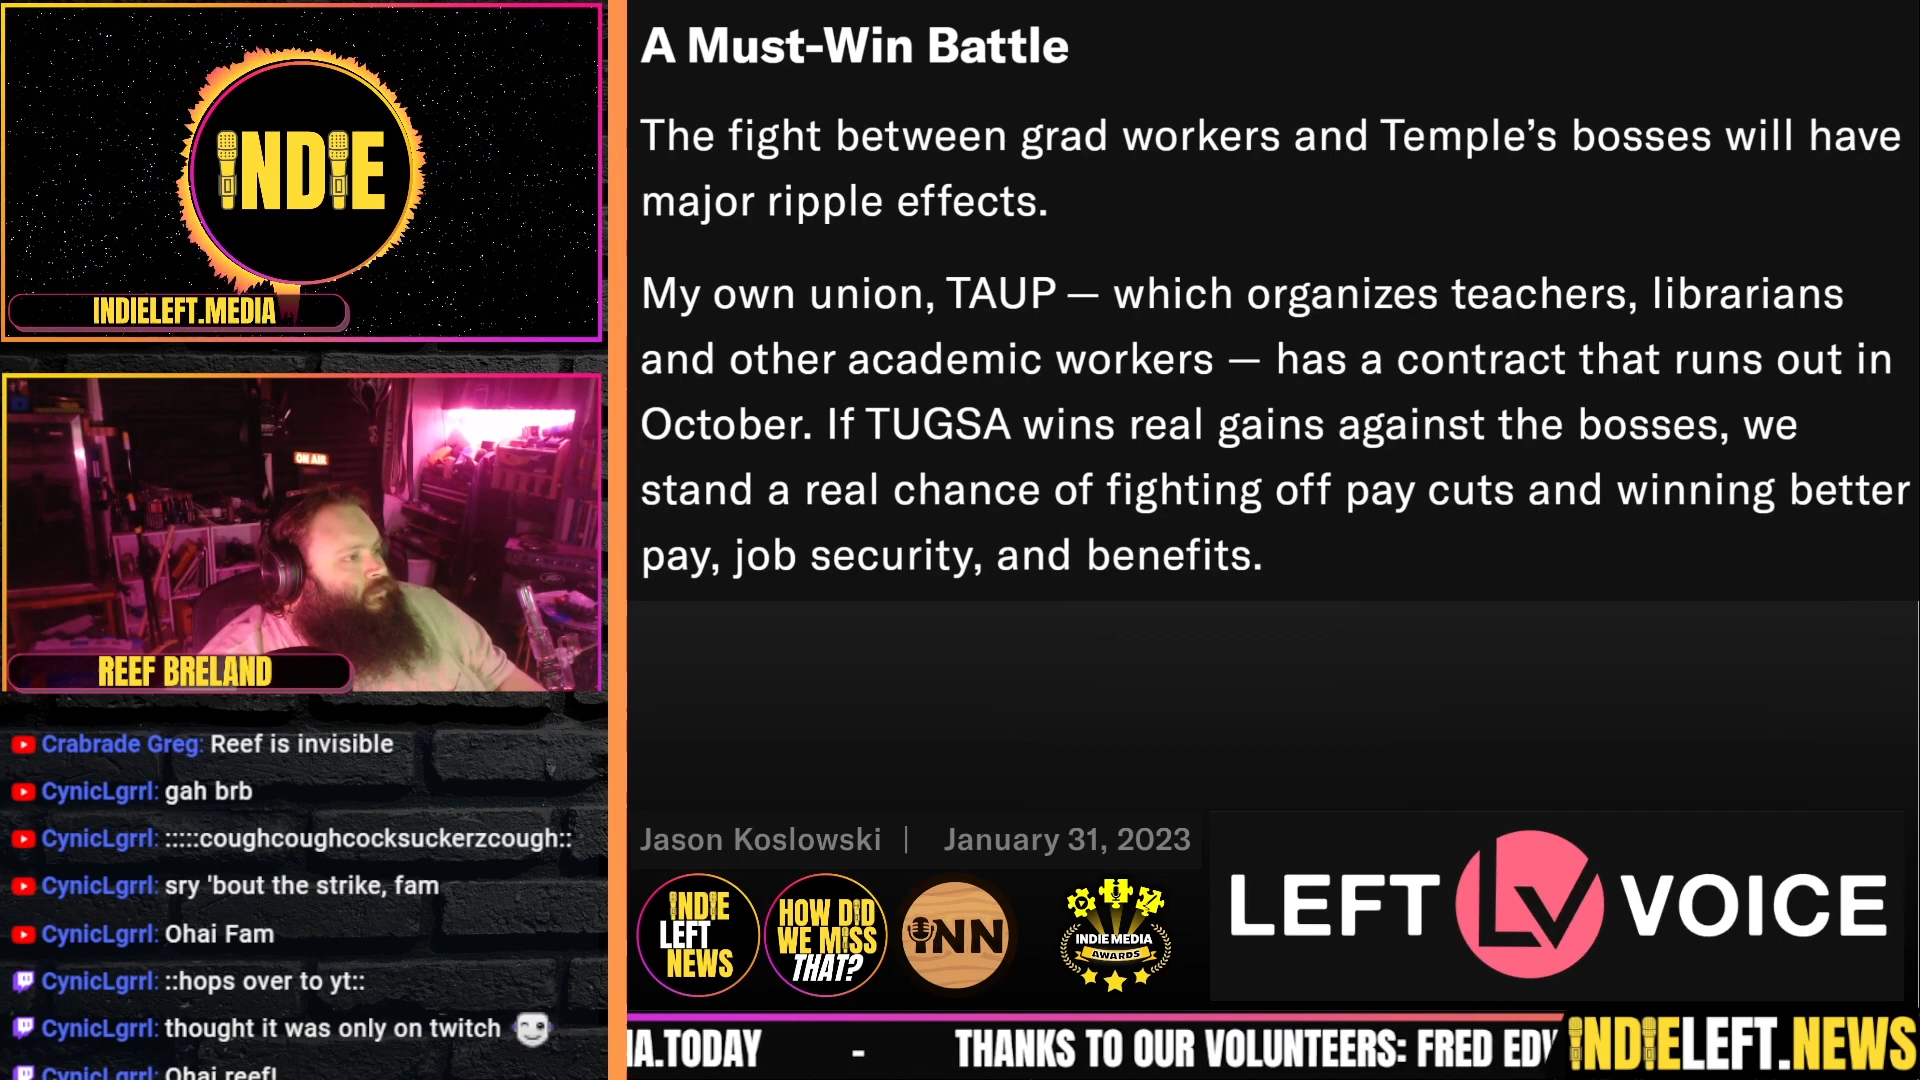 INDIE
INDIELEFT.MEDIA
ON AIR
REEF BRELAND
Crabrade Greg: Reef is invisible
CynicLgrrl: gah brb
CynicLgrrl: :::::coughcoughcocksuckerzcough::
CynicLgrrl: sry 'bout the strike, fam
CynicLgrrl: Ohai Fam
CynicLgrrl: ::hops over to yt::
CynicLgrrl: thought it was only on twitch
CynicLgrrl: Ohai reef!
A Must-Win Battle
The fight between grad workers and Temple’s bosses will have
major ripple effects.
My own union, TAUP — which organizes teachers, librarians
and other academic workers — has a contract that runs out in
October. If TUGSA wins real gains against the bosses, we
stand a real chance of fighting off pay cuts and winning better
pay, job security, and benefits.
Jason Koslowski | January 31, 2023
INDIE
LEFT
NEWS
HOW DID
WE MISS
THAT?
INN
INDIE MEDIA
AWARDS
LEFT LV VOICE
IA.TODAY - THANKS TO OUR VOLUNTEERS: FRED
INDIELEFT.NEWS